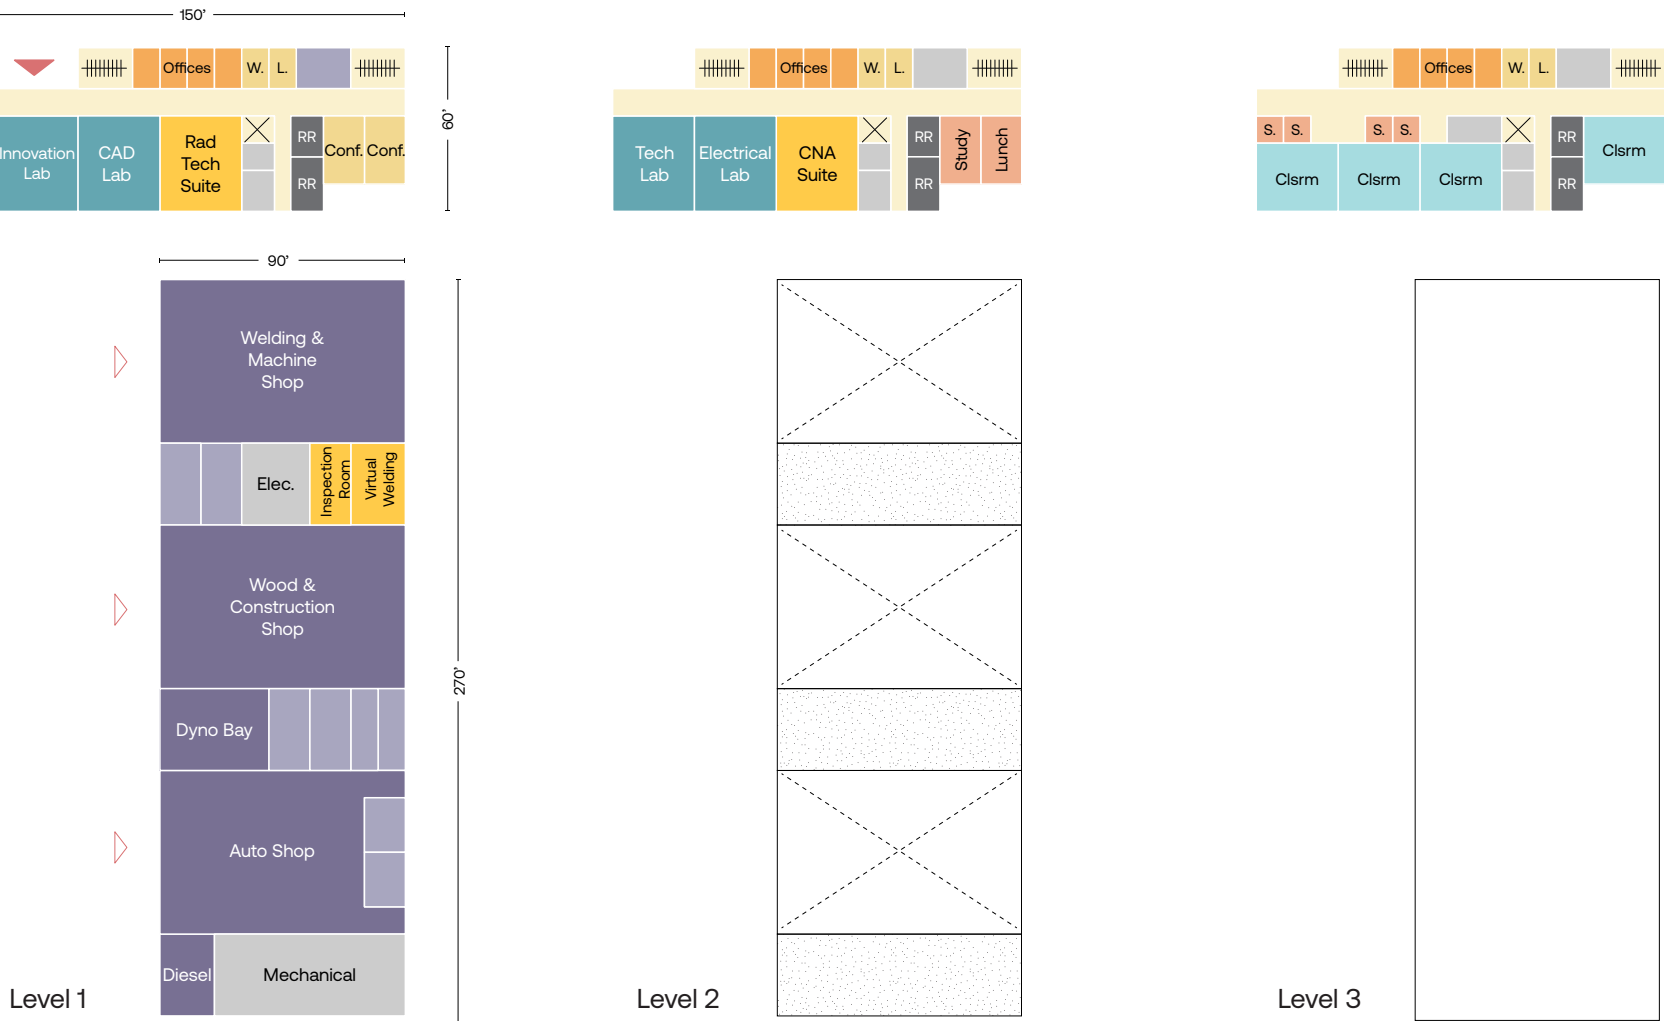 150’
Offices
W.
L.
60’
Innovation
Lab
CAD
Lab
Rad
Tech
Suite
RR
RR
Conf.
Conf.
90’
Welding &
Machine
Shop
Elec.
Inspection
Room
Virtual
Welding
Wood &
Construction
Shop
270’
Dyno Bay
Auto Shop
Diesel
Mechanical
Level 1
Offices
W.
L.
Tech
Lab
Electrical
Lab
CNA
Suite
RR
RR
Study
Lunch
Level 2
Offices
W.
L.
S.
S.
S.
S.
RR
RR
Clsrm
Clsrm
Clsrm
Clsrm
Level 3